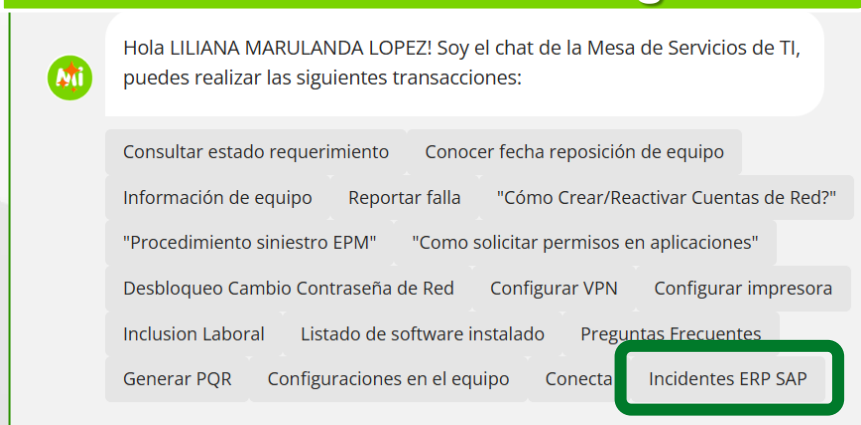 Hola LILIANA MARULANDA LOPEZ! Soy el chat de la Mesa de Servicios de TI,
Mi
puedes realizar las siguientes transacciones:
Consultar estado requerimiento Conocer fecha reposición de equipo
Información de equipo Reportar falla "Cómo Crear/Reactivar Cuentas de Red?"
"Procedimiento siniestro EPM" "Como solicitar permisos en aplicaciones"
Desbloqueo Cambio Contraseña de Red Configurar VPN Configurar impresora
Inclusion Laboral Listado de software instalado Preguntas Frecuentes
Generar PQR Configuraciones en el equipo Conecta Incidentes ERP SAP